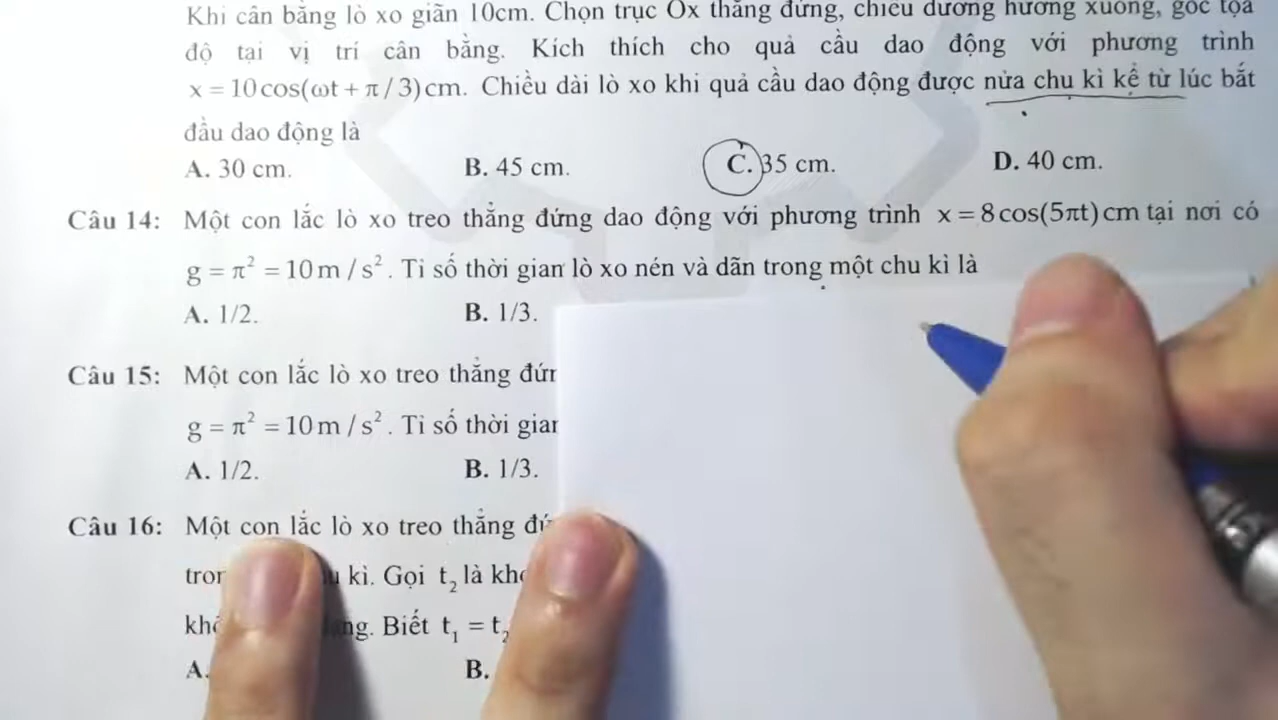 Khi cân bằng lò xo giãn 10cm. Chọn trục Ox thẳng đứng, chiều dương hướng xuống, gốc tọa
độ tại vị trí cân bằng. Kích thích cho quả cầu dao động với phương trình
x = 10cos(ωt + π/3)cm. Chiều dài lò xo khi quả cầu dao động được nửa chu kì kể từ lúc bắt
đầu dao động là
A. 30 cm. B. 45 cm. C. 35 cm. D. 40 cm.
Câu 14: Một con lắc lò xo treo thẳng đứng dao động với phương trình x = 8cos(5πt)cm tại nơi có
g = π² = 10m/s². Tỉ số thời gian lò xo nén và dãn trong một chu kì là
A. 1/2. B. 1/3.
Câu 15: Một con lắc lò xo treo thẳng
g = π² = 10m/s². Tỉ số thời
A. 1/2. B. 1/3.
Câu 16: Một con lắc lò xo treo thẳng
kì. Gọi t₂ là
Biết t₁ = t₂
A. B.